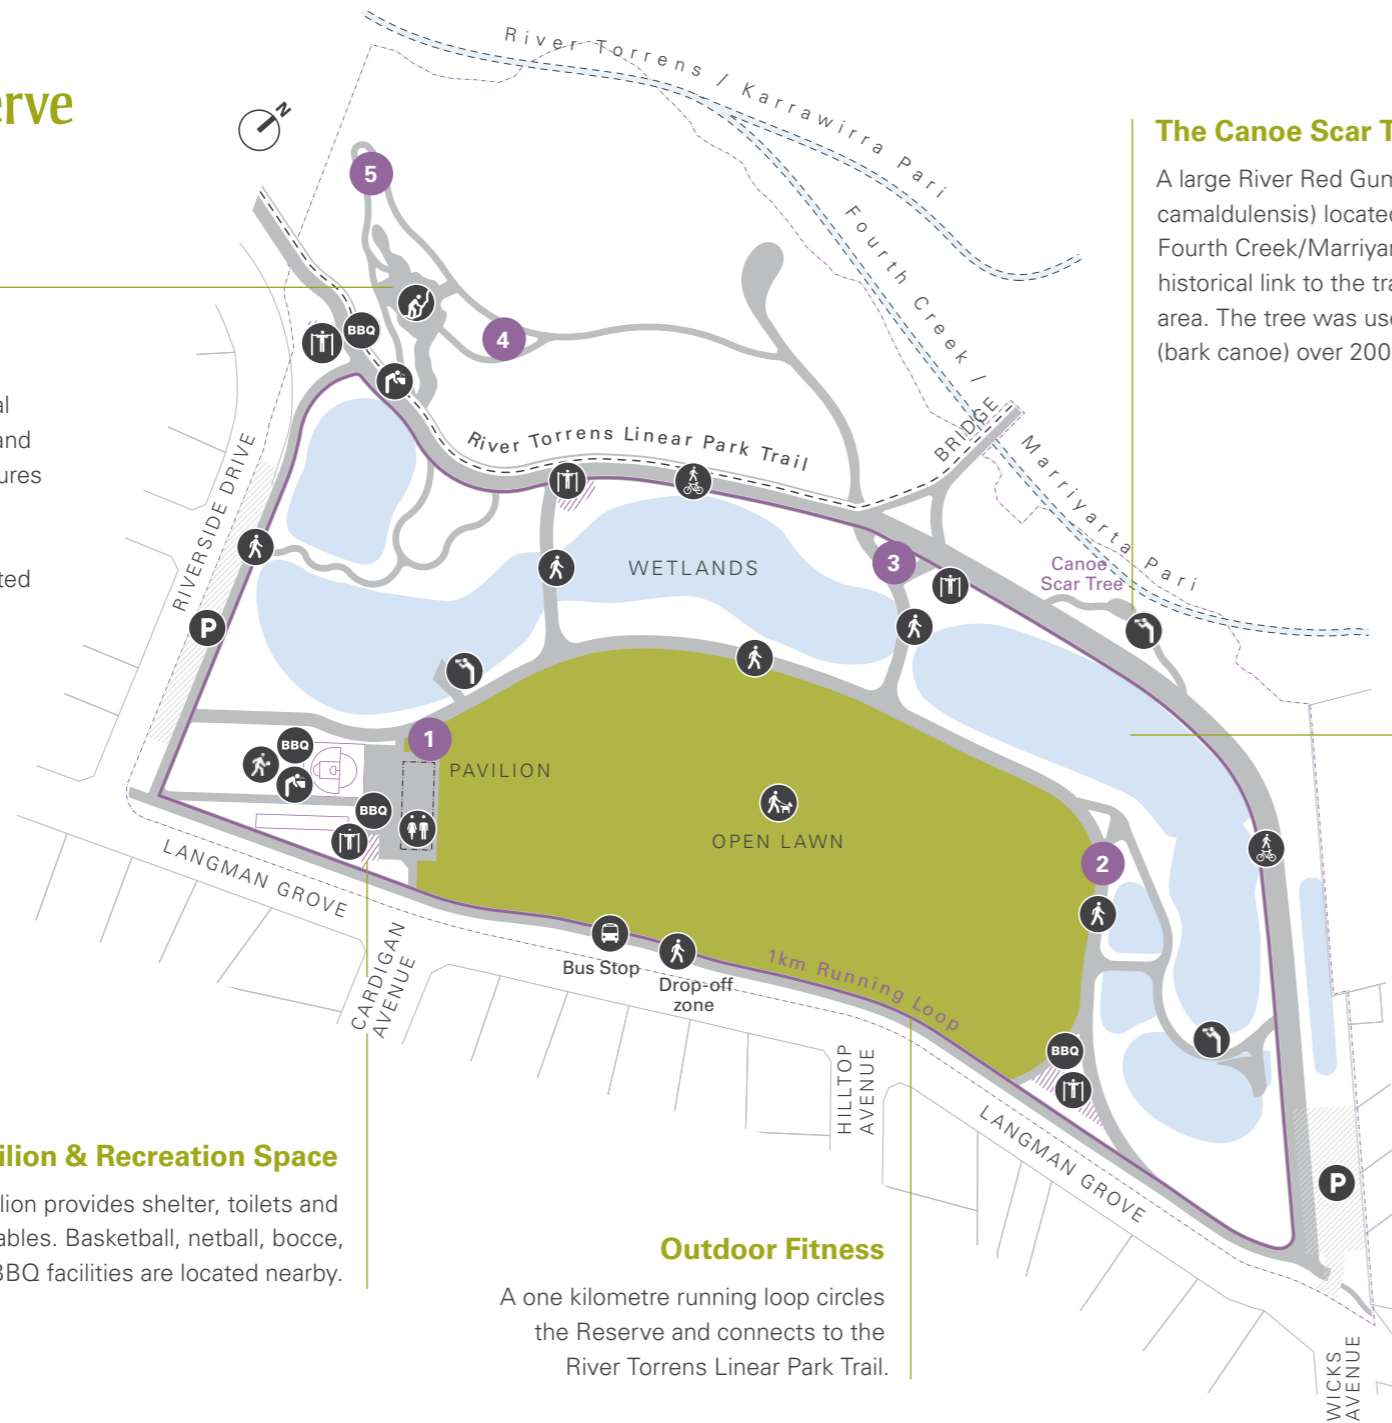 erve
N
River Torrens / Karrawirra Pari
The Canoe Scar T
A large River Red Gum
camaldulensis) located
Fourth Creek/Marriyar
historical link to the tra
area. The tree was use
(bark canoe) over 200
5
4
BBQ
al
and
ures
ted
Fourth Creek /
Marriyarta Pari
BRIDGE
River Torrens Linear Park Trail
RIVERSIDE DRIVE
P
WETLANDS
3
Canoe
Scar Tree
1
PAVILION
BBQ
BBQ
OPEN LAWN
2
LANGMAN GROVE
CARDIGAN
AVENUE
Bus Stop
Drop-off
zone
1km Running Loop
BBQ
HILLTOP
AVENUE
LANGMAN GROVE
P
WICKS
AVENUE
ilion & Recreation Space
lion provides shelter, toilets and
ables. Basketball, netball, bocce,
BBQ facilities are located nearby.
Outdoor Fitness
A one kilometre running loop circles
the Reserve and connects to the
River Torrens Linear Park Trail.